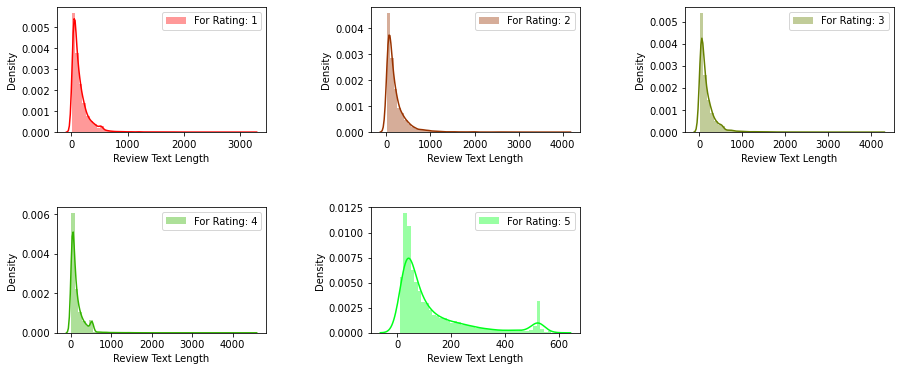 For Rating: 1
Density
0.005
0.004
0.003
0.002
0.001
0.000
0 1000 2000 3000
Review Text Length
For Rating: 2
Density
0.004
0.003
0.002
0.001
0.000
0 2000 4000
Review Text Length
For Rating: 3
Density
0.005
0.004
0.003
0.002
0.001
0.000
0 1000 2000 3000 4000
Review Text Length
For Rating: 4
Density
0.006
0.004
0.002
0.000
0 1000 2000 3000 4000
Review Text Length
For Rating: 5
Density
0.0125
0.0100
0.0075
0.0050
0.0025
0.0000
0 200 400 600
Review Text Length